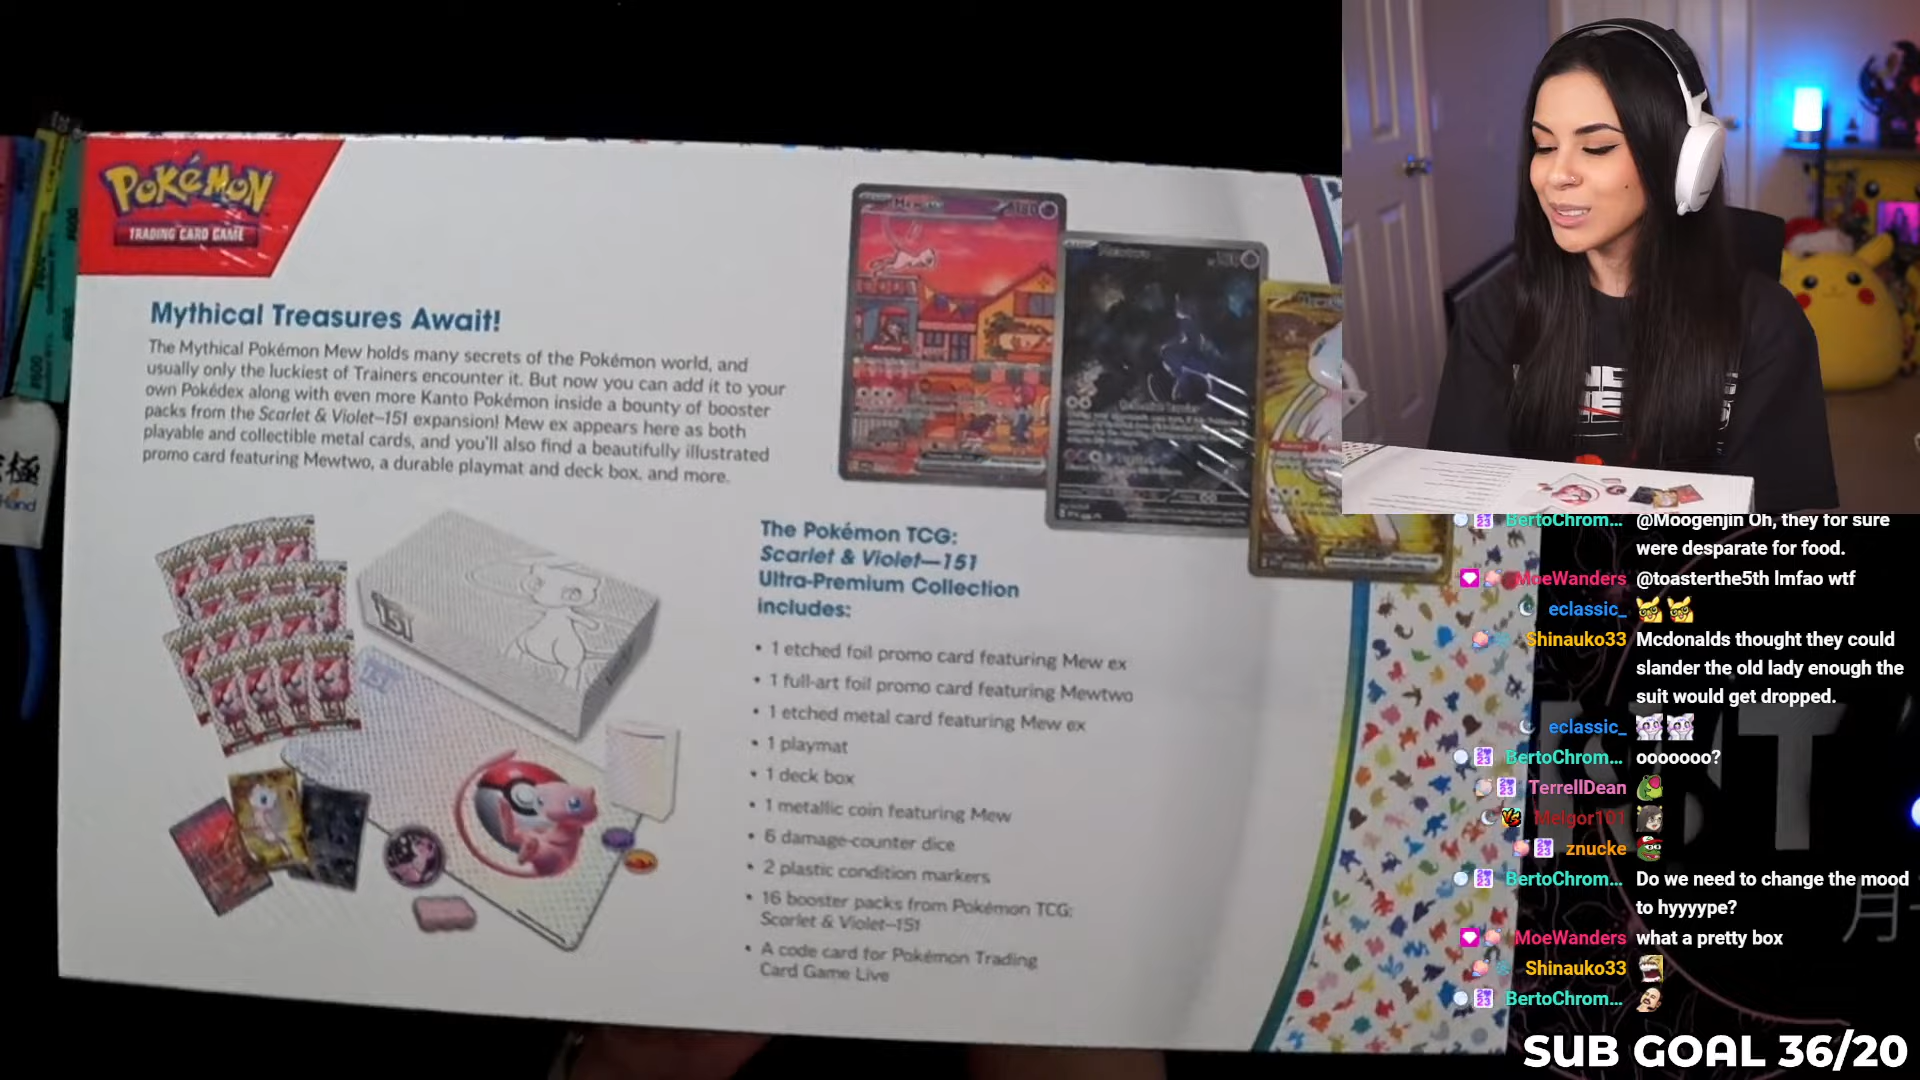 POKéMON
TRADING CARD GAME
Mythical Treasures Await!
The Mythical Pokémon Mew holds many secrets of the Pokémon world, and
usually only the luckiest of Trainers encounter it. But now you can add it to your
own Pokédex along with even more Kanto Pokémon inside a bounty of booster
packs from the Scarlet & Violet—151 expansion! Mew ex appears here as both
playable and collectible metal cards, and you'll also find a beautifully illustrated
promo card featuring Mewtwo, a durable playmat and deck box, and more.
151
The Pokémon TCG:
Scarlet & Violet—151
Ultra-Premium Collection
includes:
• 1 etched foil promo card featuring Mew ex
• 1 full-art foil promo card featuring Mewtwo
• 1 etched metal card featuring Mew ex
• 1 playmat
• 1 deck box
• 1 metallic coin featuring Mew
• 6 damage-counter dice
• 2 plastic condition markers
• 16 booster packs from Pokémon TCG:
Scarlet & Violet—151
• A code card for Pokémon Trading
Card Game Live
BertoChrom... @Moogenjin Oh, they for sure
were desparate for food.
MoeWanders @toasterthe5th lmfao wtf
eclassic_
Shinauko33 Mcdonalds thought they could
slander the old lady enough the
suit would get dropped.
eclassic_
BertoChrom... ooooooo?
TerrellDean
Melgor101
znucke
BertoChrom... Do we need to change the mood
to hyyyype?
MoeWanders what a pretty box
Shinauko33
BertoChrom...
SUB GOAL 36/20